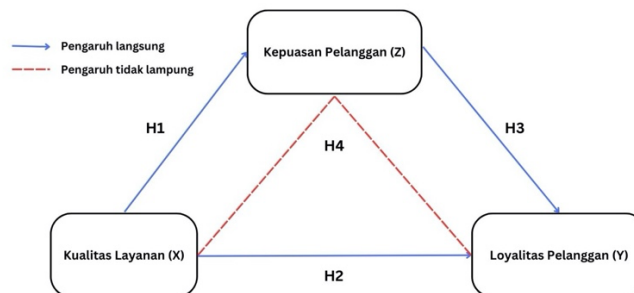 Pengaruh langsung
Pengaruh tidak lampung
Kepuasan Pelanggan (Z)
H1
H4
H3
Kualitas Layanan (X)
Loyalitas Pelanggan (Y)
H2